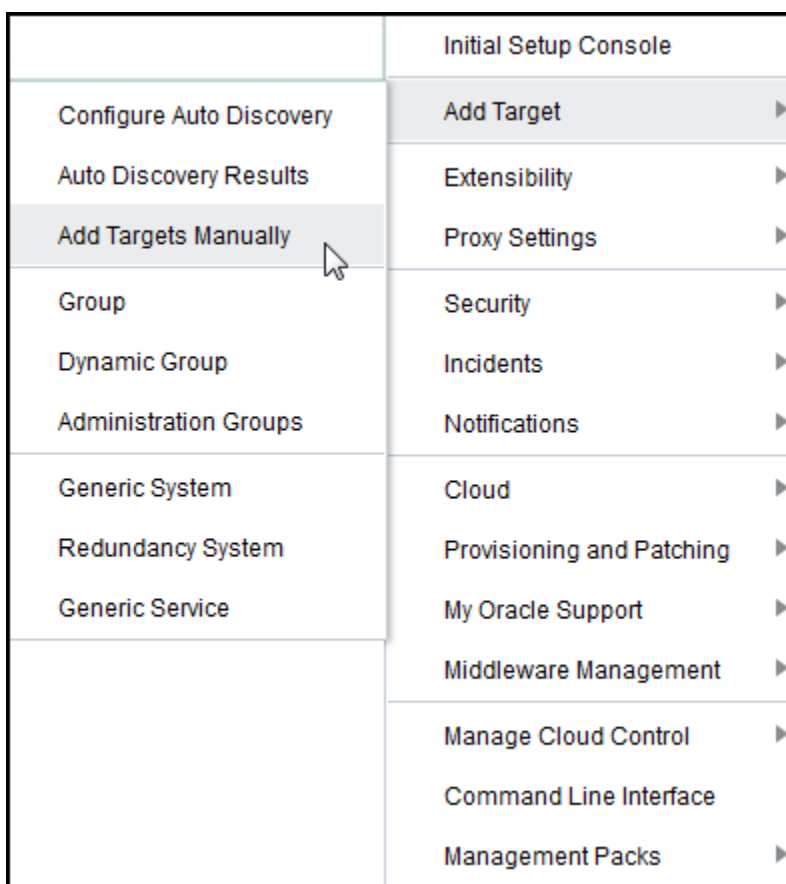 Initial Setup Console
Add Target
Configure Auto Discovery
Auto Discovery Results
Add Targets Manually
Group
Dynamic Group
Administration Groups
Generic System
Redundancy System
Generic Service
Extensibility
Proxy Settings
Security
Incidents
Notifications
Cloud
Provisioning and Patching
My Oracle Support
Middleware Management
Manage Cloud Control
Command Line Interface
Management Packs